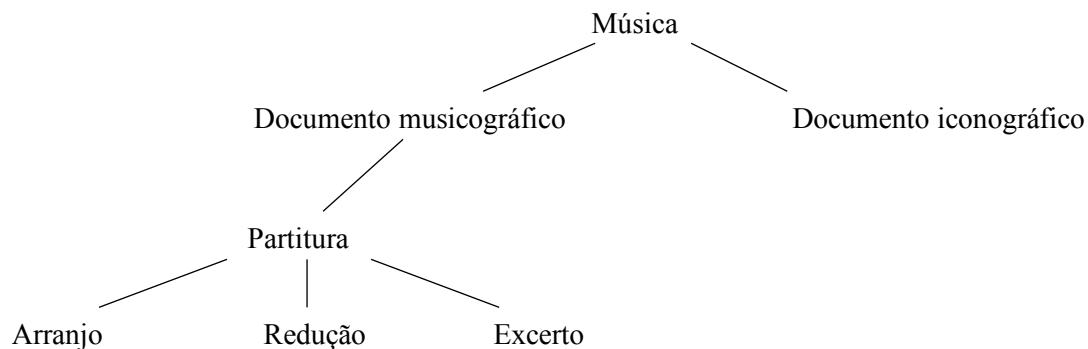 Música
Documento musicográfico Documento iconográfico
Partitura
Arranjo Redução Excerto